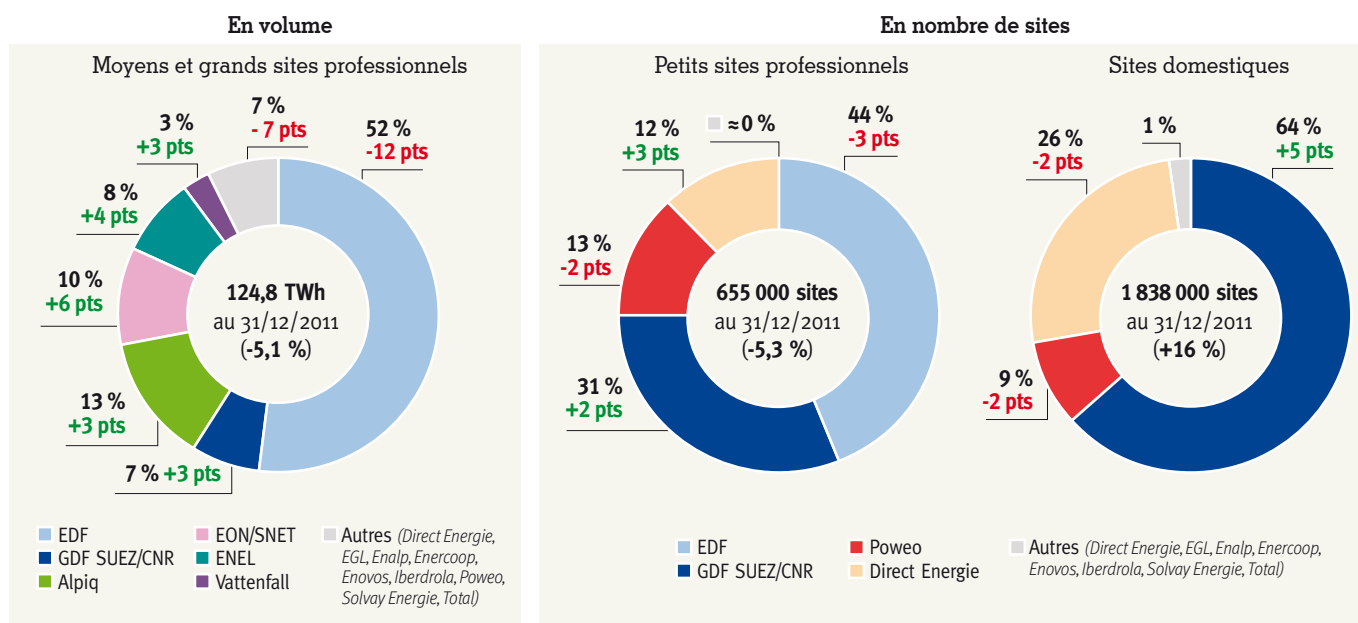 En volume
Moyens et grands sites professionnels
7 %
- 7 pts
52 %
-12 pts
3 %
+3 pts
8 %
+4 pts
10 %
+6 pts
13 %
+3 pts
7 % +3 pts
124,8 TWh
au 31/12/2011
(-5,1 %)
EDF
GDF SUEZ/CNR
Alpiq
EON/SNET
ENEL
Vattenfall
Autres (Direct Energie,
EGL, Enalp, Enercoop,
Enovos, Iberdrola, Poweo,
Solvay Energie, Total)
En nombre de sites
Petits sites professionnels
12 %
+3 pts
≈0 %
44 %
-3 pts
13 %
-2 pts
31 %
+2 pts
655 000 sites
au 31/12/2011
(-5,3 %)
Sites domestiques
26 %
-2 pts
1 %
64 %
+5 pts
9 %
-2 pts
1 838 000 sites
au 31/12/2011
(+16 %)
EDF
GDF SUEZ/CNR
Poweo
Direct Energie
Autres (Direct Energie, EGL, Enalp, Enercoop,
Enovos, Iberdrola, Solvay Energie, Total)